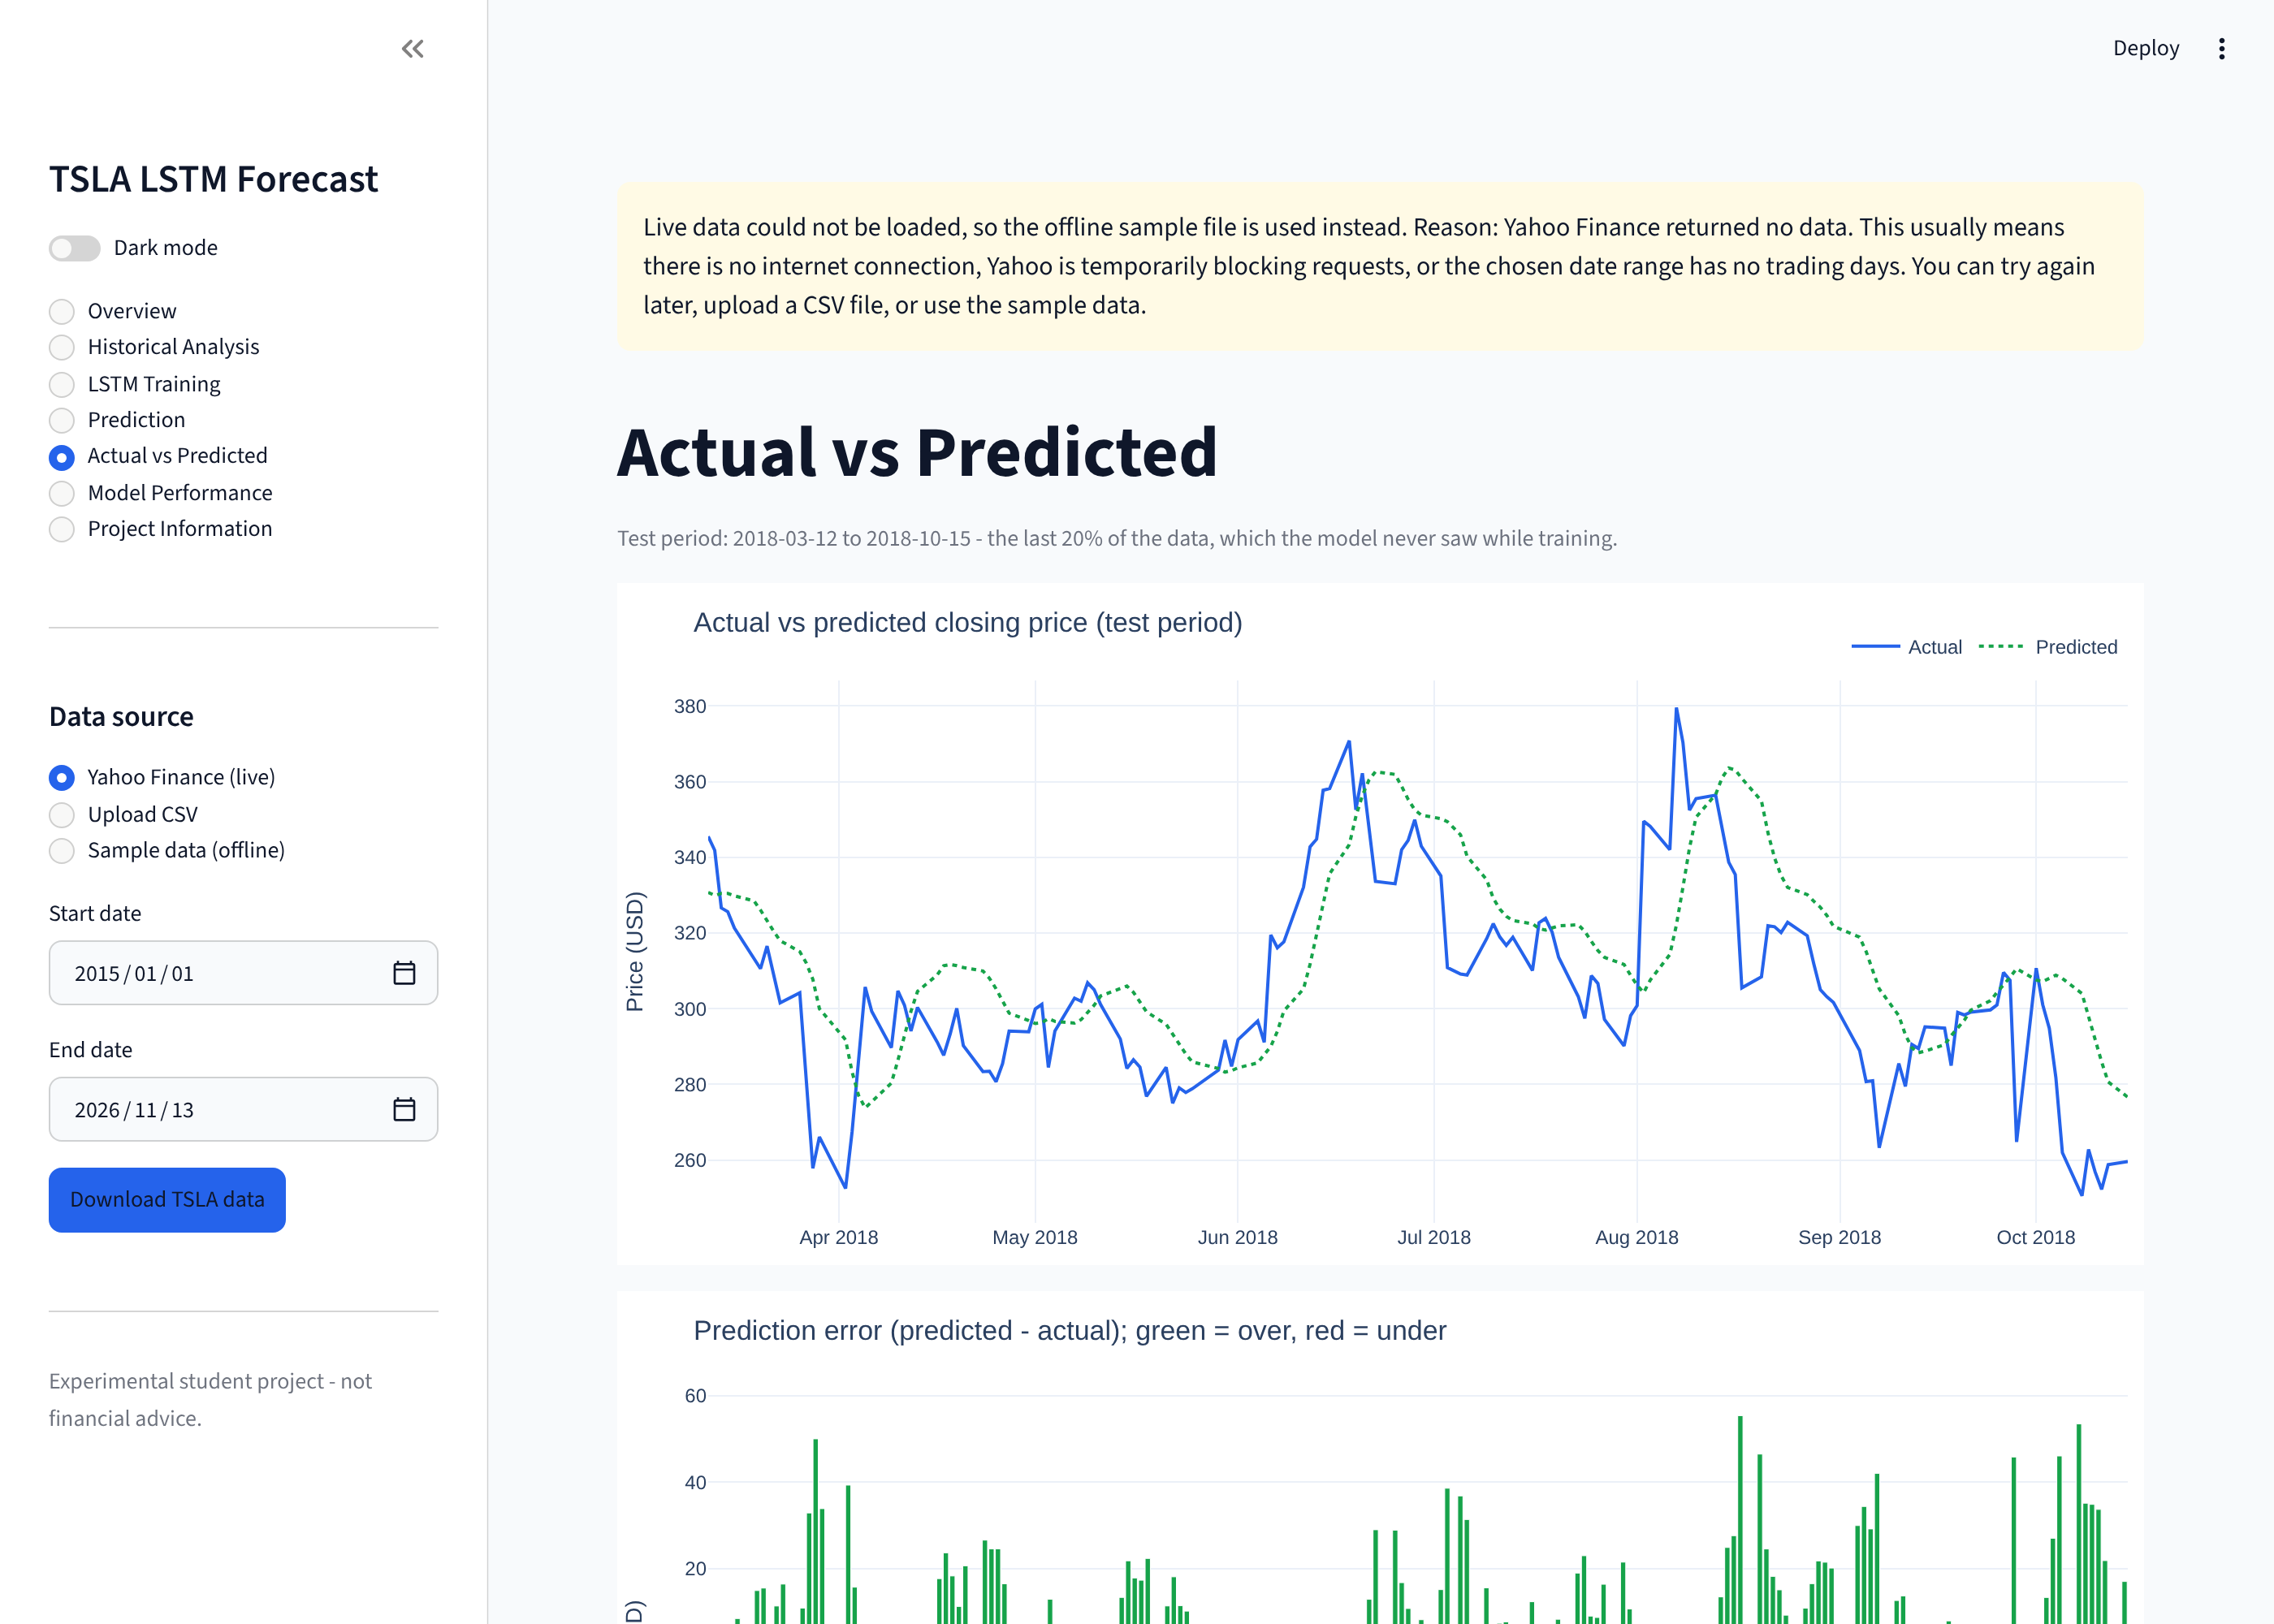 Deploy
TSLA LSTM Forecast
Dark mode
Overview
Historical Analysis
LSTM Training
Prediction
Actual vs Predicted
Model Performance
Project Information
Data source
Yahoo Finance (live)
Upload CSV
Sample data (offline)
Start date
2015 / 01 / 01
End date
2026 / 11 / 13
Download TSLA data
Experimental student project - not
financial advice.
Live data could not be loaded, so the offline sample file is used instead. Reason: Yahoo Finance returned no data. This usually means
there is no internet connection, Yahoo is temporarily blocking requests, or the chosen date range has no trading days. You can try again
later, upload a CSV file, or use the sample data.
Actual vs Predicted
Test period: 2018-03-12 to 2018-10-15 - the last 20% of the data, which the model never saw while training.
Actual vs predicted closing price (test period)
Actual
Predicted
Price (USD)
380
360
340
320
300
280
260
Apr 2018
May 2018
Jun 2018
Jul 2018
Aug 2018
Sep 2018
Oct 2018
Prediction error (predicted - actual); green = over, red = under
60
40
20